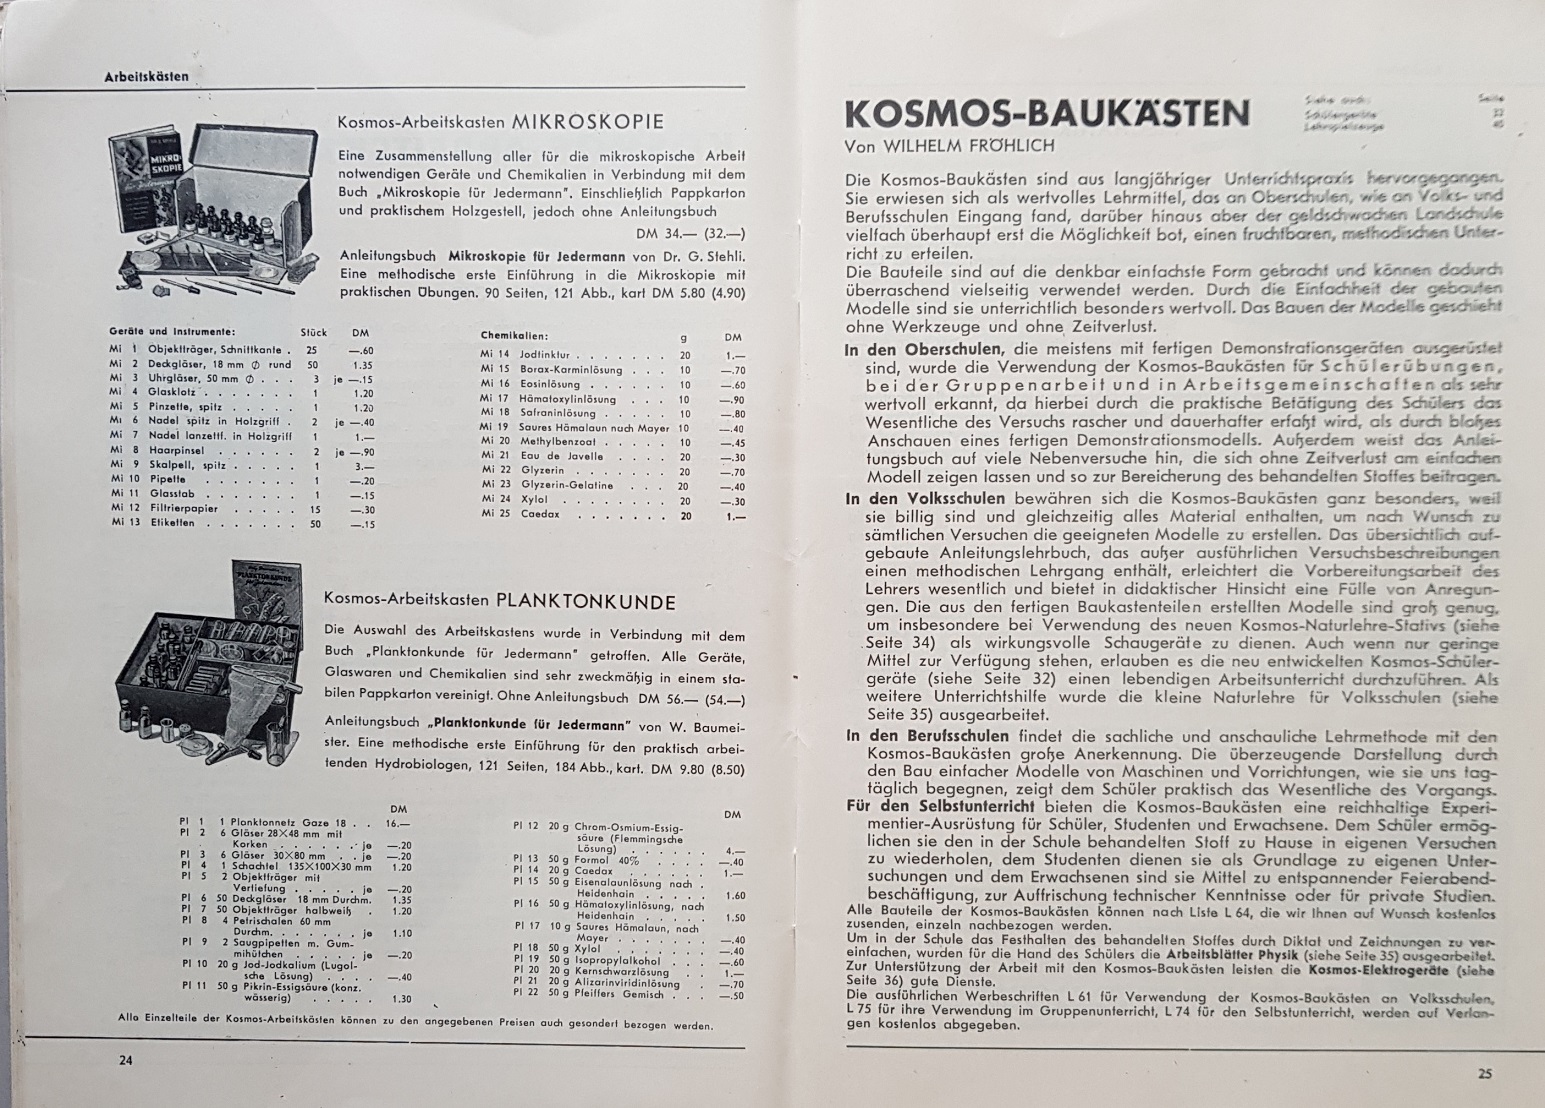 Arbeitskästen
MIKRO-
SKOPIE
Kosmos-Arbeitskasten MIKROSKOPIE
Eine Zusammenstellung aller für die mikroskopische Arbeit
notwendigen Geräte und Chemikalien in Verbindung mit dem
Buch „Mikroskopie für Jedermann". Einschließlich Pappkarton
und praktischem Holzgestell, jedoch ohne Anleitungsbuch
DM 34.— (32.—)
Anleitungsbuch Mikroskopie für Jedermann von Dr. G. Stehli.
Eine methodische erste Einführung in die Mikroskopie mit
praktischen Übungen. 90 Seiten, 121 Abb., kart DM 5.80 (4.90)
Geräte und Instrumente: Stück DM
Mi 1 Objektträger, Schnittkante . 25 —.60
Mi 2 Deckgläser, 18 mm ∅ rund 50 1.35
Mi 3 Uhrgläser, 50 mm ∅ . . . 3 je —.15
Mi 4 Glasklotz . . . . . . . 1 1.20
Mi 5 Pinzette, spitz . . . . . 1 1.20
Mi 6 Nadel spitz in Holzgriff . 2 je —.40
Mi 7 Nadel lanzettf. in Holzgriff 1 1.—
Mi 8 Haarpinsel . . . . . . 2 je —.90
Mi 9 Skalpell, spitz . . . . . 1 3.—
Mi 10 Pipette . . . . . . . 1 —.20
Mi 11 Glasstab . . . . . . . 1 —.15
Mi 12 Filtrierpapier . . . . . 15 —.30
Mi 13 Etiketten . . . . . . . 50 —.15
Chemikalien: g DM
Mi 14 Jodtinktur . . . . . . . 20 1.—
Mi 15 Borax-Karminlösung . . . . 10 —.70
Mi 16 Eosinlösung . . . . . . 10 —.60
Mi 17 Hämatoxylinlösung . . . 10 —.90
Mi 18 Safraninlösung . . . . . 10 —.80
Mi 19 Saures Hämalaun nach Mayer 10 —.40
Mi 20 Methylbenzoat . . . . . 10 —.45
Mi 21 Eau de Javelle . . . . 20 —.30
Mi 22 Glyzerin . . . . . . . 20 —.70
Mi 23 Glyzerin-Gelatine . . . 20 —.40
Mi 24 Xylol . . . . . . . . 20 —.30
Mi 25 Caedax . . . . . . . 20 1.—
PLANKTONKUNDE
Kosmos-Arbeitskasten PLANKTONKUNDE
Die Auswahl des Arbeitskastens wurde in Verbindung mit dem
Buch „Planktonkunde für Jedermann" getroffen. Alle Geräte,
Glaswaren und Chemikalien sind sehr zweckmäßig in einem sta-
bilen Pappkarton vereinigt. Ohne Anleitungsbuch DM 56.— (54.—)
Anleitungsbuch „Planktonkunde für Jedermann" von W. Baumei-
ster. Eine methodische erste Einführung für den praktisch arbei-
tenden Hydrobiologen, 121 Seiten, 184 Abb., kart. DM 9.80 (8.50)
DM
Pl 1 1 Planktonnetz Gaze 18 . . 16.—
Pl 2 6 Gläser 28×48 mm mit
Korken . . . . . . je —.20
Pl 3 6 Gläser 30×80 mm . . je —.20
Pl 4 1 Schachtel 135×100×30 mm 1.20
Pl 5 2 Objektträger mit
Vertiefung . . . . . je —.20
Pl 6 50 Deckgläser 18 mm Durchm. 1.35
Pl 7 50 Objektträger halbweiß . 1.20
Pl 8 4 Petrischalen 60 mm
Durchm. . . . . . . je 1.10
Pl 9 2 Saugpipetten m. Gum-
mihütchen . . . . . je —.20
Pl 10 20 g Jod-Jodkalium (Lugol-
sche Lösung) . . . . —.40
Pl 11 50 g Pikrin-Essigsäure (konz.
wässerig) . . . . . 1.30
DM
Pl 12 20 g Chrom-Osmium-Essig-
säure (Flemmingsche
Lösung) . . . . . . 4.—
Pl 13 50 g Formol 40% . . . . —.40
Pl 14 20 g Caedax . . . . . . 1.—
Pl 15 50 g Eisenalaunlösung nach .
Heidenhain . . . . . 1.60
Pl 16 50 g Hämatoxylinlösung, nach
Heidenhain . . . . . 1.50
Pl 17 10 g Saures Hämalaun, nach
Mayer . . . . . . . —.40
Pl 18 50 g Xylol . . . . . . . —.40
Pl 19 50 g Isopropylalkohol . . . —.60
Pl 20 20 g Kernschwarzlösung . . 1.—
Pl 21 20 g Alizarinviridinlösung . —.70
Pl 22 50 g Pfeiffers Gemisch . . . —.50
Alle Einzelteile der Kosmos-Arbeitskästen können zu den angegebenen Preisen auch gesondert bezogen werden.
24
KOSMOS-BAUKÄSTEN
Siehe auch: Seite
Schülergeräte 32
Lehrspielzeuge 45
Von WILHELM FRÖHLICH
Die Kosmos-Baukästen sind aus langjähriger Unterrichtspraxis hervorgegangen.
Sie erwiesen sich als wertvolles Lehrmittel, das an Oberschulen, wie an Volks- und
Berufsschulen Eingang fand, darüber hinaus aber der geldschwachen Landschule
vielfach überhaupt erst die Möglichkeit bot, einen fruchtbaren, methodischen Unter-
richt zu erteilen.
Die Bauteile sind auf die denkbar einfachste Form gebracht und können dadurch
überraschend vielseitig verwendet werden. Durch die Einfachheit der gebauten
Modelle sind sie unterrichtlich besonders wertvoll. Das Bauen der Modelle geschieht
ohne Werkzeuge und ohne Zeitverlust.
In den Oberschulen, die meistens mit fertigen Demonstrationsgeräten ausgerüstet
sind, wurde die Verwendung der Kosmos-Baukästen für Schülerübungen,
bei der Gruppenarbeit und in Arbeitsgemeinschaften als sehr
wertvoll erkannt, da hierbei durch die praktische Betätigung des Schülers das
Wesentliche des Versuchs rascher und dauerhafter erfaßt wird, als durch bloßes
Anschauen eines fertigen Demonstrationsmodells. Außerdem weist das Anlei-
tungsbuch auf viele Nebenversuche hin, die sich ohne Zeitverlust am einfachen
Modell zeigen lassen und so zur Bereicherung des behandelten Stoffes beitragen.
In den Volksschulen bewähren sich die Kosmos-Baukästen ganz besonders, weil
sie billig sind und gleichzeitig alles Material enthalten, um nach Wunsch zu
sämtlichen Versuchen die geeigneten Modelle zu erstellen. Das übersichtlich auf-
gebaute Anleitungslehrbuch, das außer ausführlichen Versuchsbeschreibungen
einen methodischen Lehrgang enthält, erleichtert die Vorbereitungsarbeit des
Lehrers wesentlich und bietet in didaktischer Hinsicht eine Fülle von Anregun-
gen. Die aus den fertigen Baukastenteilen erstellten Modelle sind groß genug,
um insbesondere bei Verwendung des neuen Kosmos-Naturlehre-Stativs (siehe
Seite 34) als wirkungsvolle Schaugeräte zu dienen. Auch wenn nur geringe
Mittel zur Verfügung stehen, erlauben es die neu entwickelten Kosmos-Schüler-
geräte (siehe Seite 32) einen lebendigen Arbeitsunterricht durchzuführen. Als
weitere Unterrichtshilfe wurde die kleine Naturlehre für Volksschulen (siehe
Seite 35) ausgearbeitet.
In den Berufsschulen findet die sachliche und anschauliche Lehrmethode mit den
Kosmos-Baukästen große Anerkennung. Die überzeugende Darstellung durch
den Bau einfacher Modelle von Maschinen und Vorrichtungen, wie sie uns tag-
täglich begegnen, zeigt dem Schüler praktisch das Wesentliche des Vorgangs.
Für den Selbstunterricht bieten die Kosmos-Baukästen eine reichhaltige Experi-
mentier-Ausrüstung für Schüler, Studenten und Erwachsene. Dem Schüler ermög-
lichen sie den in der Schule behandelten Stoff zu Hause in eigenen Versuchen
zu wiederholen, dem Studenten dienen sie als Grundlage zu eigenen Unter-
suchungen und dem Erwachsenen sind sie Mittel zu entspannender Feierabend-
beschäftigung, zur Auffrischung technischer Kenntnisse oder für private Studien.
Alle Bauteile der Kosmos-Baukästen können nach Liste L 64, die wir Ihnen auf Wunsch kostenlos
zusenden, einzeln nachbezogen werden.
Um in der Schule das Festhalten des behandelten Stoffes durch Diktat und Zeichnungen zu ver-
einfachen, wurden für die Hand des Schülers die Arbeitsblätter Physik (siehe Seite 35) ausgearbeitet.
Zur Unterstützung der Arbeit mit den Kosmos-Baukästen leisten die Kosmos-Elektrogeräte (siehe
Seite 36) gute Dienste.
Die ausführlichen Werbeschriften L 61 für Verwendung der Kosmos-Baukästen an Volksschulen,
L 75 für ihre Verwendung im Gruppenunterricht, L 74 für den Selbstunterricht, werden auf Verlan-
gen kostenlos abgegeben.
25